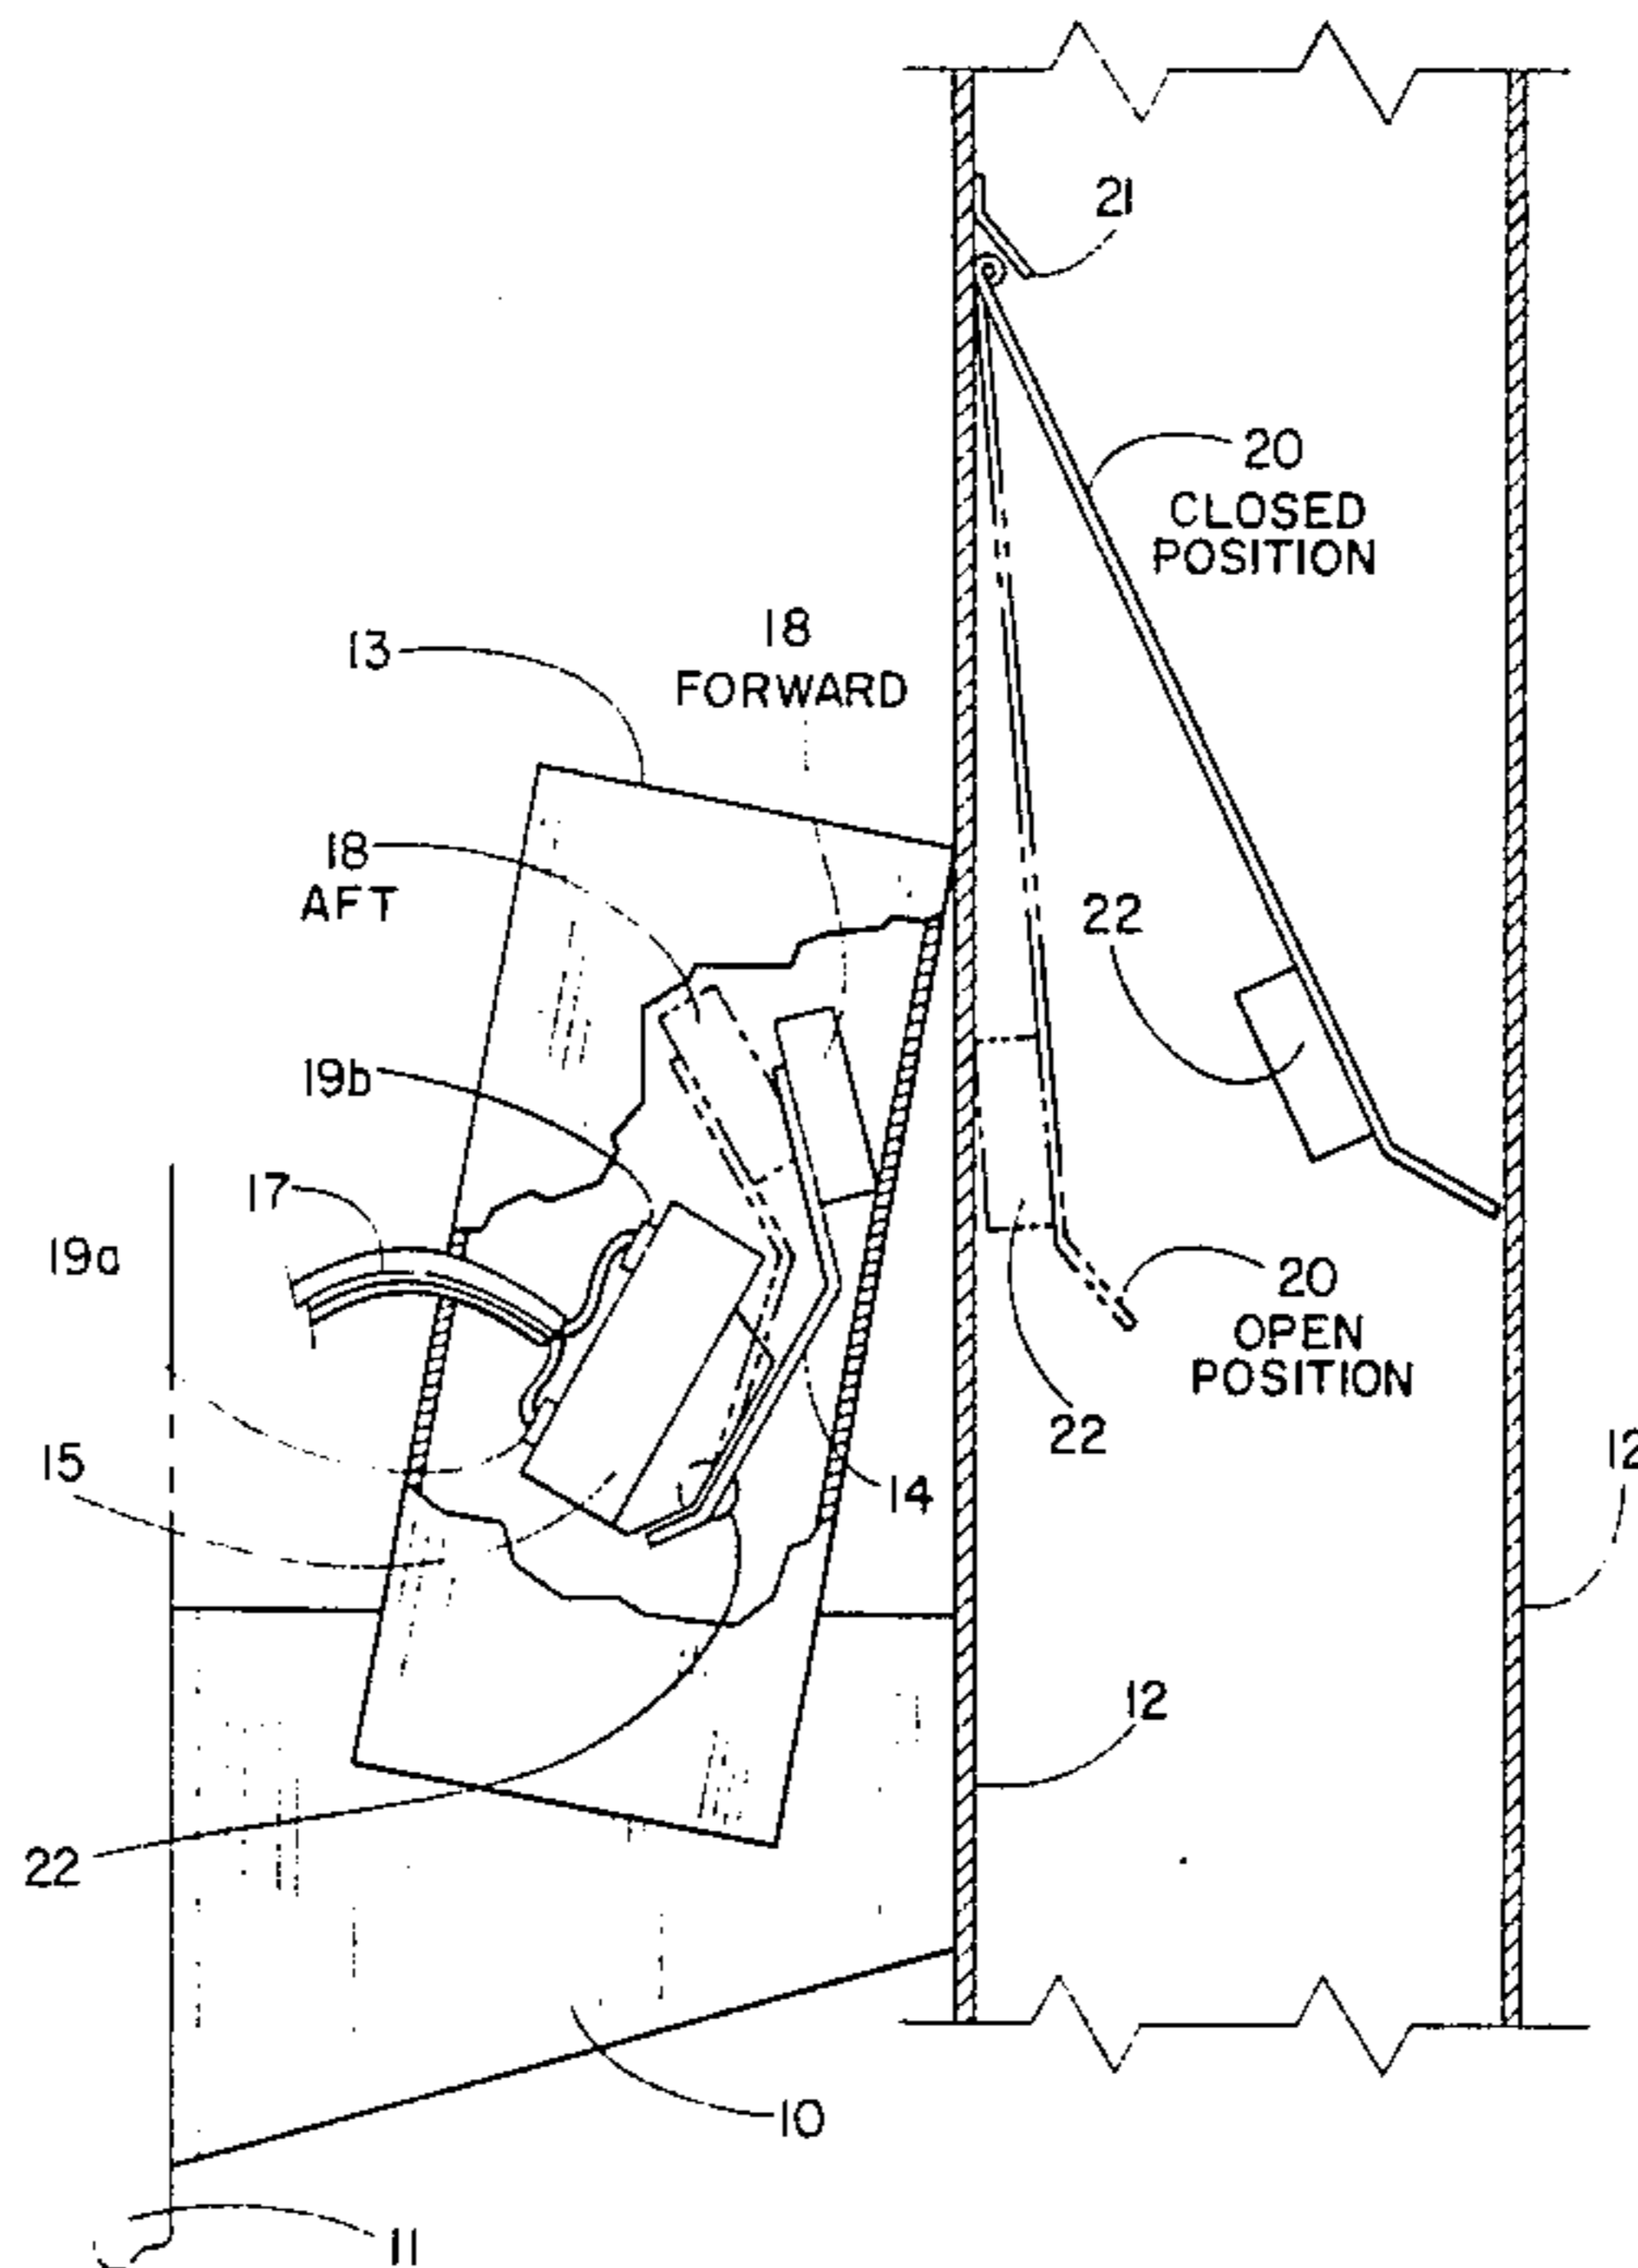 21
20
CLOSED
POSITION
18
FORWARD
13
18
AFT
22
19b
17
19a
20
OPEN
POSITION
22
15
14
12
12
22
10
11